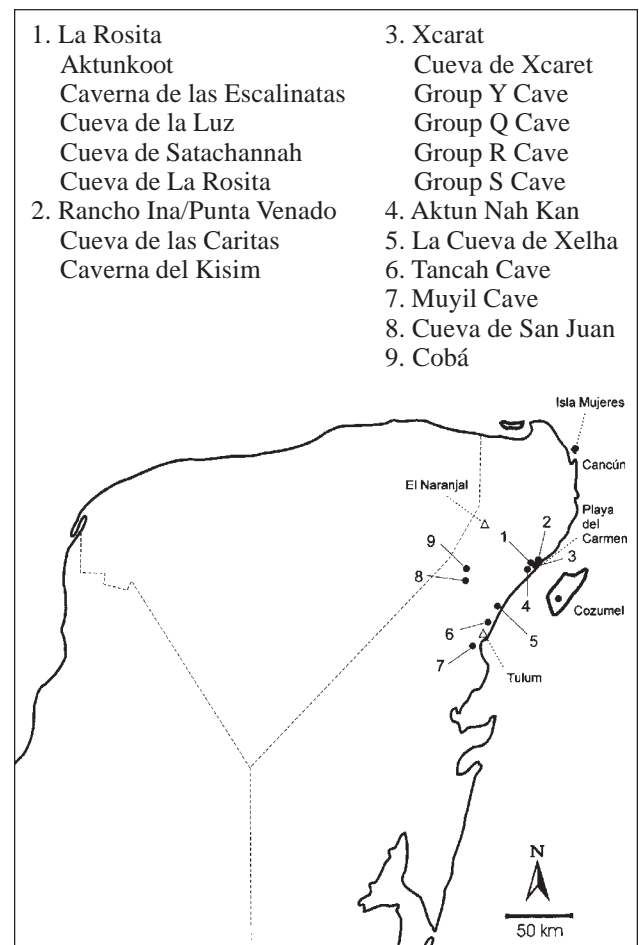 1. La Rosita
Aktunkoot
Caverna de las Escalinatas
Cueva de la Luz
Cueva de Satachannah
Cueva de La Rosita
2. Rancho Ina/Punta Venado
Cueva de las Caritas
Caverna del Kisim
3. Xcarat
Cueva de Xcaret
Group Y Cave
Group Q Cave
Group R Cave
Group S Cave
4. Aktun Nah Kan
5. La Cueva de Xelha
6. Tancah Cave
7. Muyil Cave
8. Cueva de San Juan
9. Cobá
Isla Mujeres
Cancún
El Naranjal
Playa
del
Carmen
1
2
3
4
9
8
Cozumel
6
5
7
Tulum
N
50 km